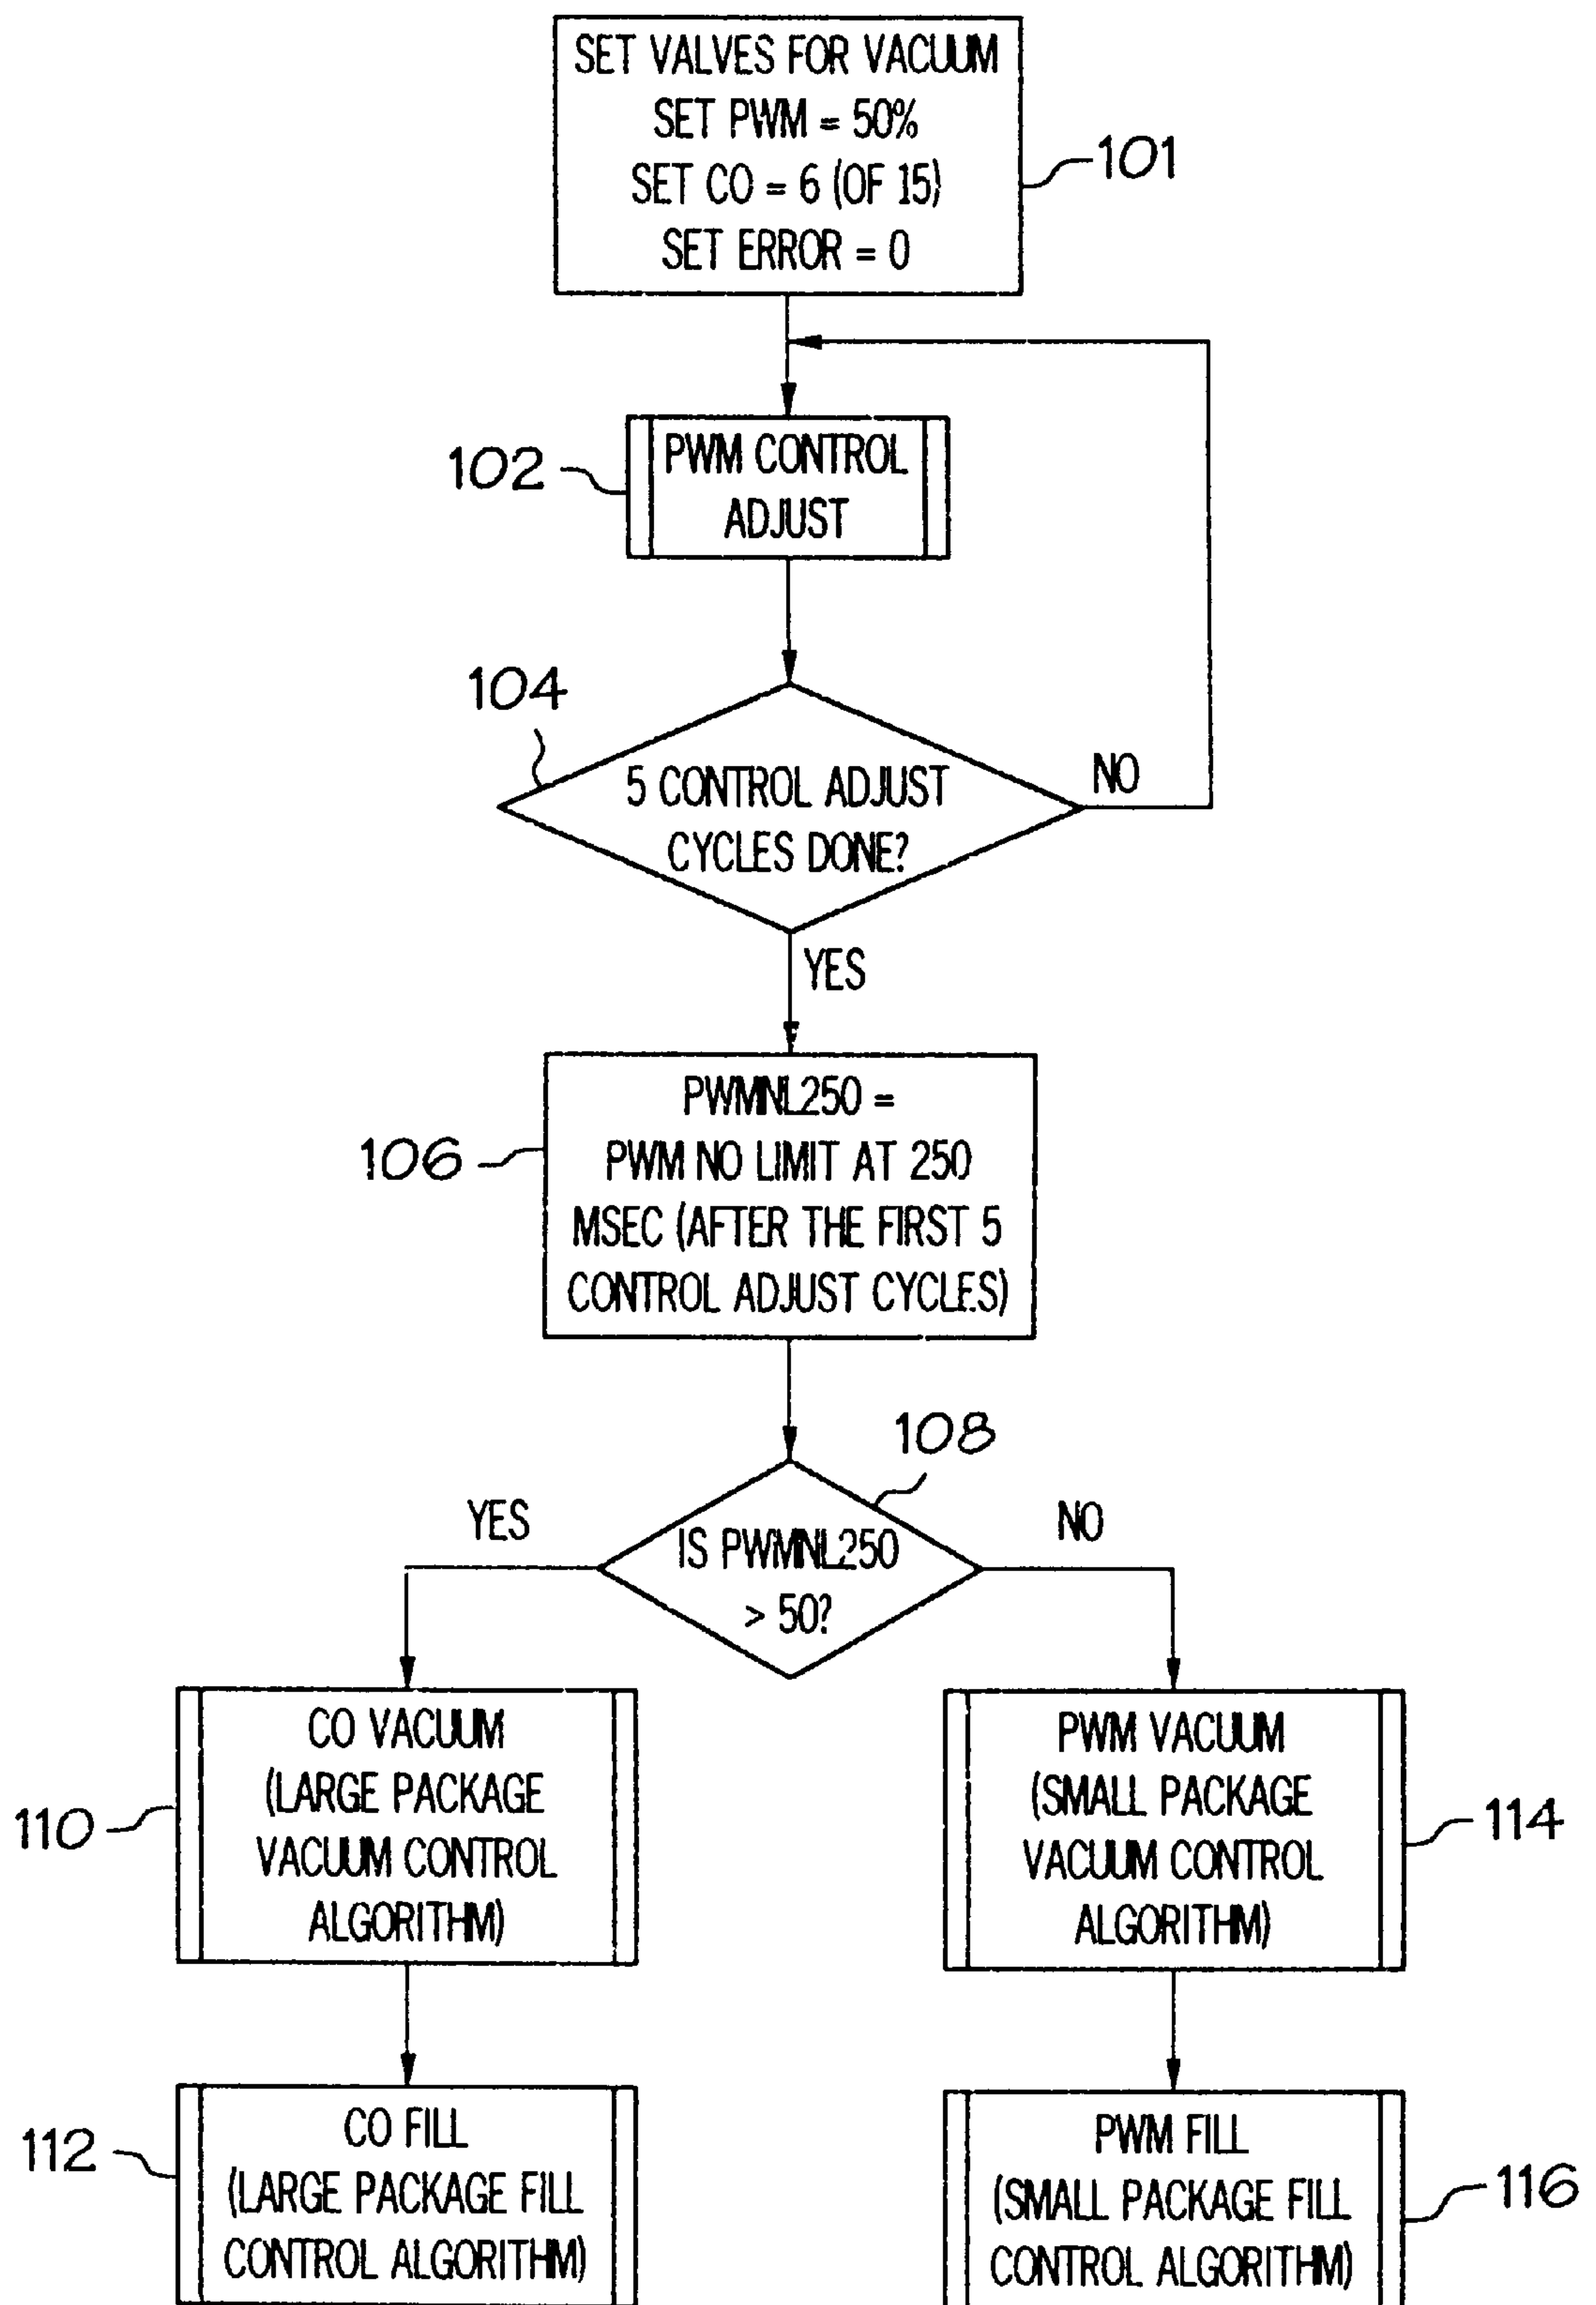 SET VALVES FOR VACUUM
SET PWM = 50%
SET CO = 6 (OF 15)
SET ERROR = 0
101
102
PWM CONTROL
ADJUST
104
5 CONTROL ADJUST
CYCLES DONE?
NO
YES
106
PWMNL250 =
PWM NO LIMIT AT 250
MSEC (AFTER THE FIRST 5
CONTROL ADJUST CYCLES)
108
IS PWMNL250
> 50?
YES
NO
110
CO VACUUM
(LARGE PACKAGE
VACUUM CONTROL
ALGORITHM)
PWM VACUUM
(SMALL PACKAGE
VACUUM CONTROL
ALGORITHM)
114
112
CO FILL
(LARGE PACKAGE FILL
CONTROL ALGORITHM)
PWM FILL
(SMALL PACKAGE FILL
CONTROL ALGORITHM)
116